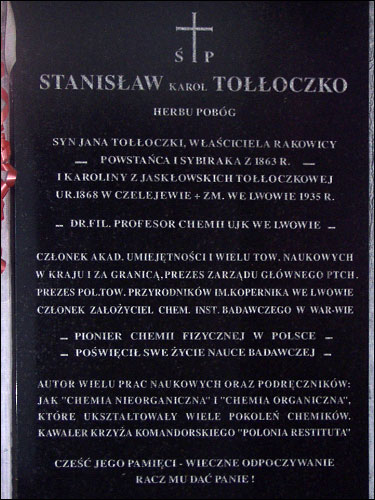 Ś P
STANISŁAW KAROL TOŁŁOCZKO
HERBU POBÓG
SYN JANA TOŁŁOCZKI, WŁAŚCICIELA RAKOWICY
POWSTAŃCA I SYBIRAKA Z 1863 R.
I KAROLINY Z JASKŁOWSKICH TOŁŁOCZKOWEJ
UR.1868 W CZELEJEWIE + ZM. WE LWOWIE 1935 R.
DR.FIL. PROFESOR CHEMII UJK WE LWOWIE
CZŁONEK AKAD. UMIEJĘTNOŚCI I WIELU TOW. NAUKOWYCH
W KRAJU I ZA GRANICĄ, PREZES ZARZĄDU GŁÓWNEGO PTCH.
PREZES POL.TOW. PRZYRODNIKÓW IM.KOPERNIKA WE LWOWIE
CZŁONEK ZAŁOŻYCIEL CHEM. INST. BADAWCZEGO W WAR-WIE
PIONIER CHEMII FIZYCZNEJ W POLSCE
POŚWIĘCIŁ SWE ŻYCIE NAUCE BADAWCZEJ
AUTOR WIELU PRAC NAUKOWYCH ORAZ PODRĘCZNIKÓW:
JAK "CHEMIA NIEORGANICZNA" I "CHEMIA ORGANICZNA",
KTÓRE UKSZTAŁTOWAŁY WIELE POKOLEŃ CHEMIKÓW.
KAWALER KRZYŻA KOMANDORSKIEGO "POLONIA RESTITUTA"
CZEŚĆ JEGO PAMIĘCI - WIECZNE ODPOCZYWANIE
RACZ MU DAĆ PANIE !